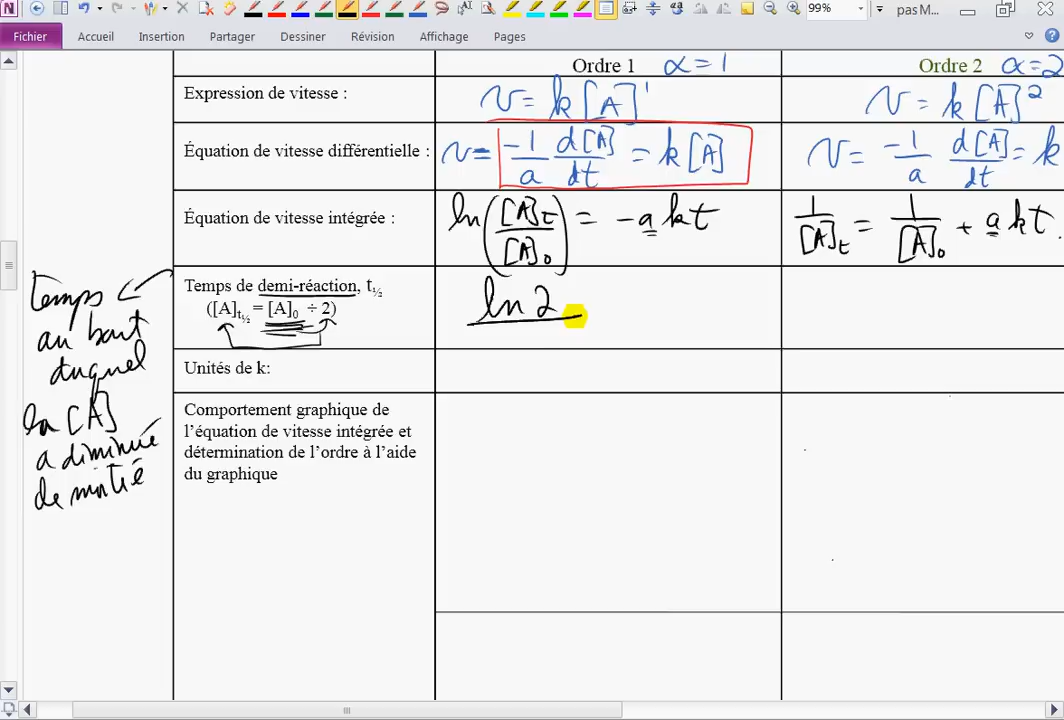 99%
pas M...
Fichier
Accueil
Insertion
Partager
Dessiner
Révision
Affichage
Pages
Ordre 1 α = 1
Ordre 2 α = 2
Expression de vitesse :
v = k [A]¹
v = k [A]²
Équation de vitesse différentielle :
v = -1/a d[A]/dt = k [A]
v = -1/a d[A]/dt = k
Équation de vitesse intégrée :
ln([A]t/[A]0) = - a k t
1/[A]t = 1/[A]0 + a k t.
Temps de demi-réaction, t½
([A]t½ = [A]0 ÷ 2)
ln 2
temps
au bout
duquel
la [A]
a diminué
de moitié
Unités de k:
Comportement graphique de
l’équation de vitesse intégrée et
détermination de l’ordre à l’aide
du graphique